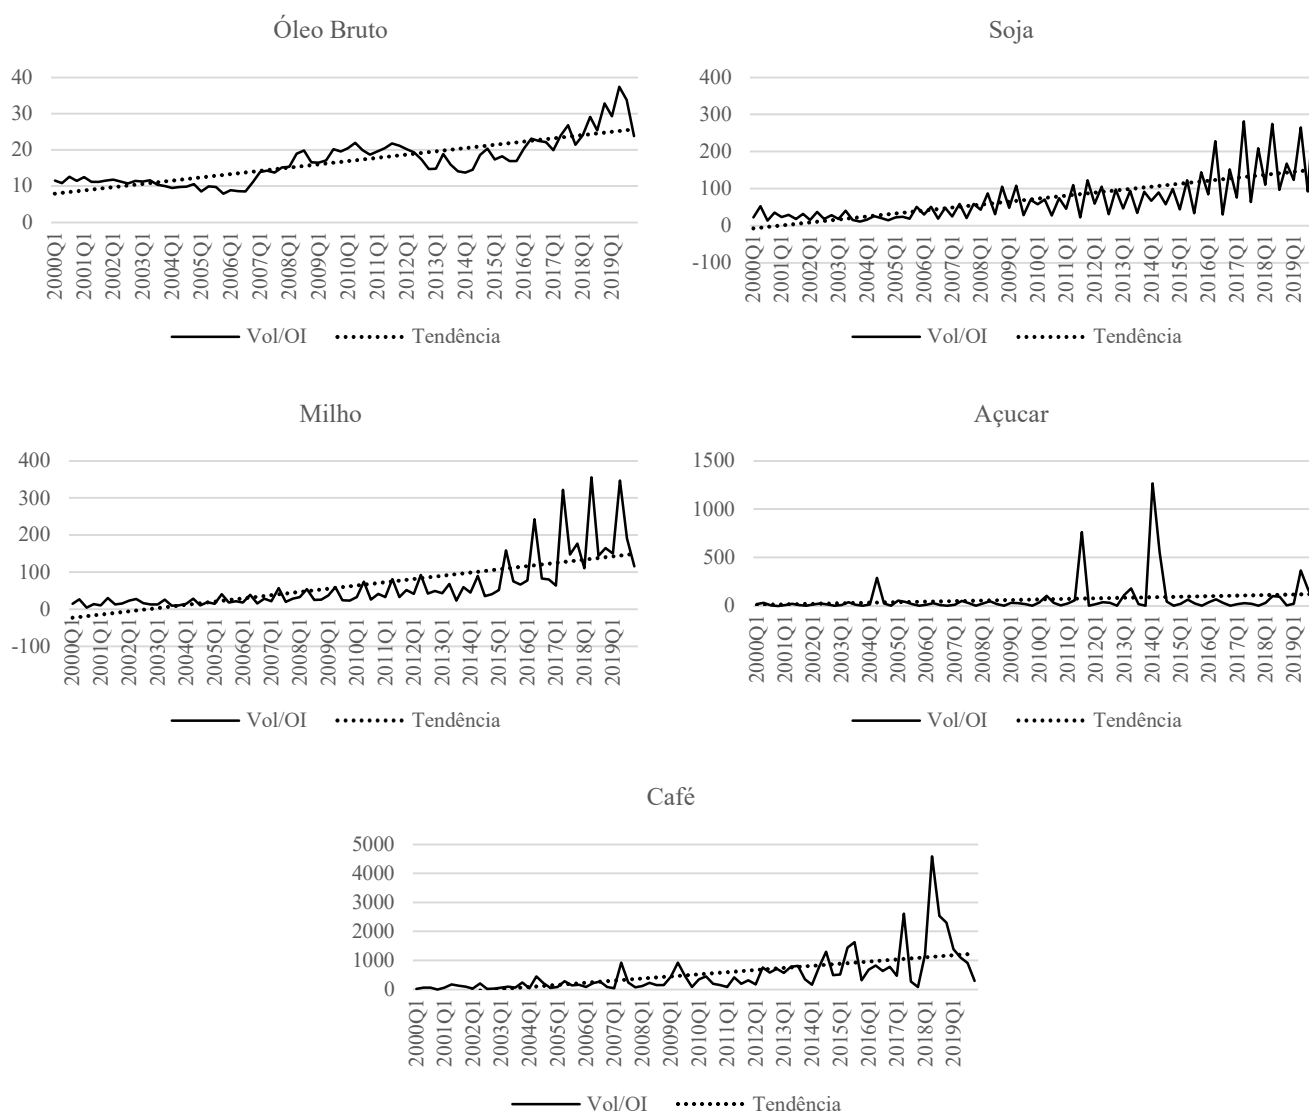 Óleo Bruto
40
30
20
10
0
2000Q1
2001Q1
2002Q1
2003Q1
2004Q1
2005Q1
2006Q1
2007Q1
2008Q1
2009Q1
2010Q1
2011Q1
2012Q1
2013Q1
2014Q1
2015Q1
2016Q1
2017Q1
2018Q1
2019Q1
Vol/OI Tendência
Soja
400
300
200
100
0
-100
2000Q1
2001Q1
2002Q1
2003Q1
2004Q1
2005Q1
2006Q1
2007Q1
2008Q1
2009Q1
2010Q1
2011Q1
2012Q1
2013Q1
2014Q1
2015Q1
2016Q1
2017Q1
2018Q1
2019Q1
Vol/OI Tendência
Milho
400
300
200
100
0
-100
2000Q1
2001Q1
2002Q1
2003Q1
2004Q1
2005Q1
2006Q1
2007Q1
2008Q1
2009Q1
2010Q1
2011Q1
2012Q1
2013Q1
2014Q1
2015Q1
2016Q1
2017Q1
2018Q1
2019Q1
Vol/OI Tendência
Açucar
1500
1000
500
0
2000Q1
2001Q1
2002Q1
2003Q1
2004Q1
2005Q1
2006Q1
2007Q1
2008Q1
2009Q1
2010Q1
2011Q1
2012Q1
2013Q1
2014Q1
2015Q1
2016Q1
2017Q1
2018Q1
2019Q1
Vol/OI Tendência
Café
5000
4000
3000
2000
1000
0
2000Q1
2001Q1
2002Q1
2003Q1
2004Q1
2005Q1
2006Q1
2007Q1
2008Q1
2009Q1
2010Q1
2011Q1
2012Q1
2013Q1
2014Q1
2015Q1
2016Q1
2017Q1
2018Q1
2019Q1
Vol/OI Tendência